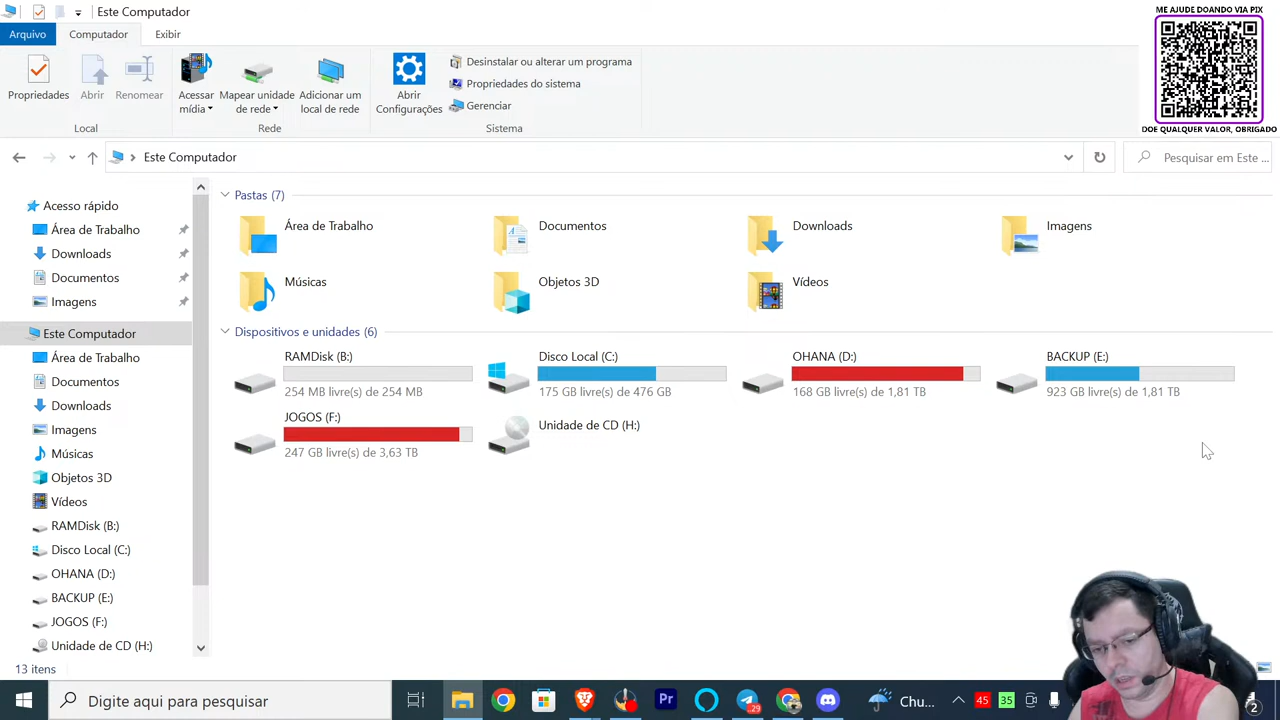 Este Computador
ME AJUDE DOANDO VIA PIX
Arquivo
Computador
Exibir
Propriedades
Abrir
Renomear
Acessar mídia
Mapear unidade de rede
Adicionar um local de rede
Abrir Configurações
Desinstalar ou alterar um programa
Propriedades do sistema
Gerenciar
Local
Rede
Sistema
DOE QUALQUER VALOR, OBRIGADO
Este Computador
Pesquisar em Este ...
Acesso rápido
Área de Trabalho
Downloads
Documentos
Imagens
Este Computador
Área de Trabalho
Documentos
Downloads
Imagens
Músicas
Objetos 3D
Vídeos
RAMDisk (B:)
Disco Local (C:)
OHANA (D:)
BACKUP (E:)
JOGOS (F:)
Unidade de CD (H:)
Pastas (7)
Área de Trabalho
Documentos
Downloads
Imagens
Músicas
Objetos 3D
Vídeos
Dispositivos e unidades (6)
RAMDisk (B:)
254 MB livre(s) de 254 MB
Disco Local (C:)
175 GB livre(s) de 476 GB
OHANA (D:)
168 GB livre(s) de 1,81 TB
BACKUP (E:)
923 GB livre(s) de 1,81 TB
JOGOS (F:)
247 GB livre(s) de 3,63 TB
Unidade de CD (H:)
13 itens
Digite aqui para pesquisar
Pr
29
Chu...
45
35
2